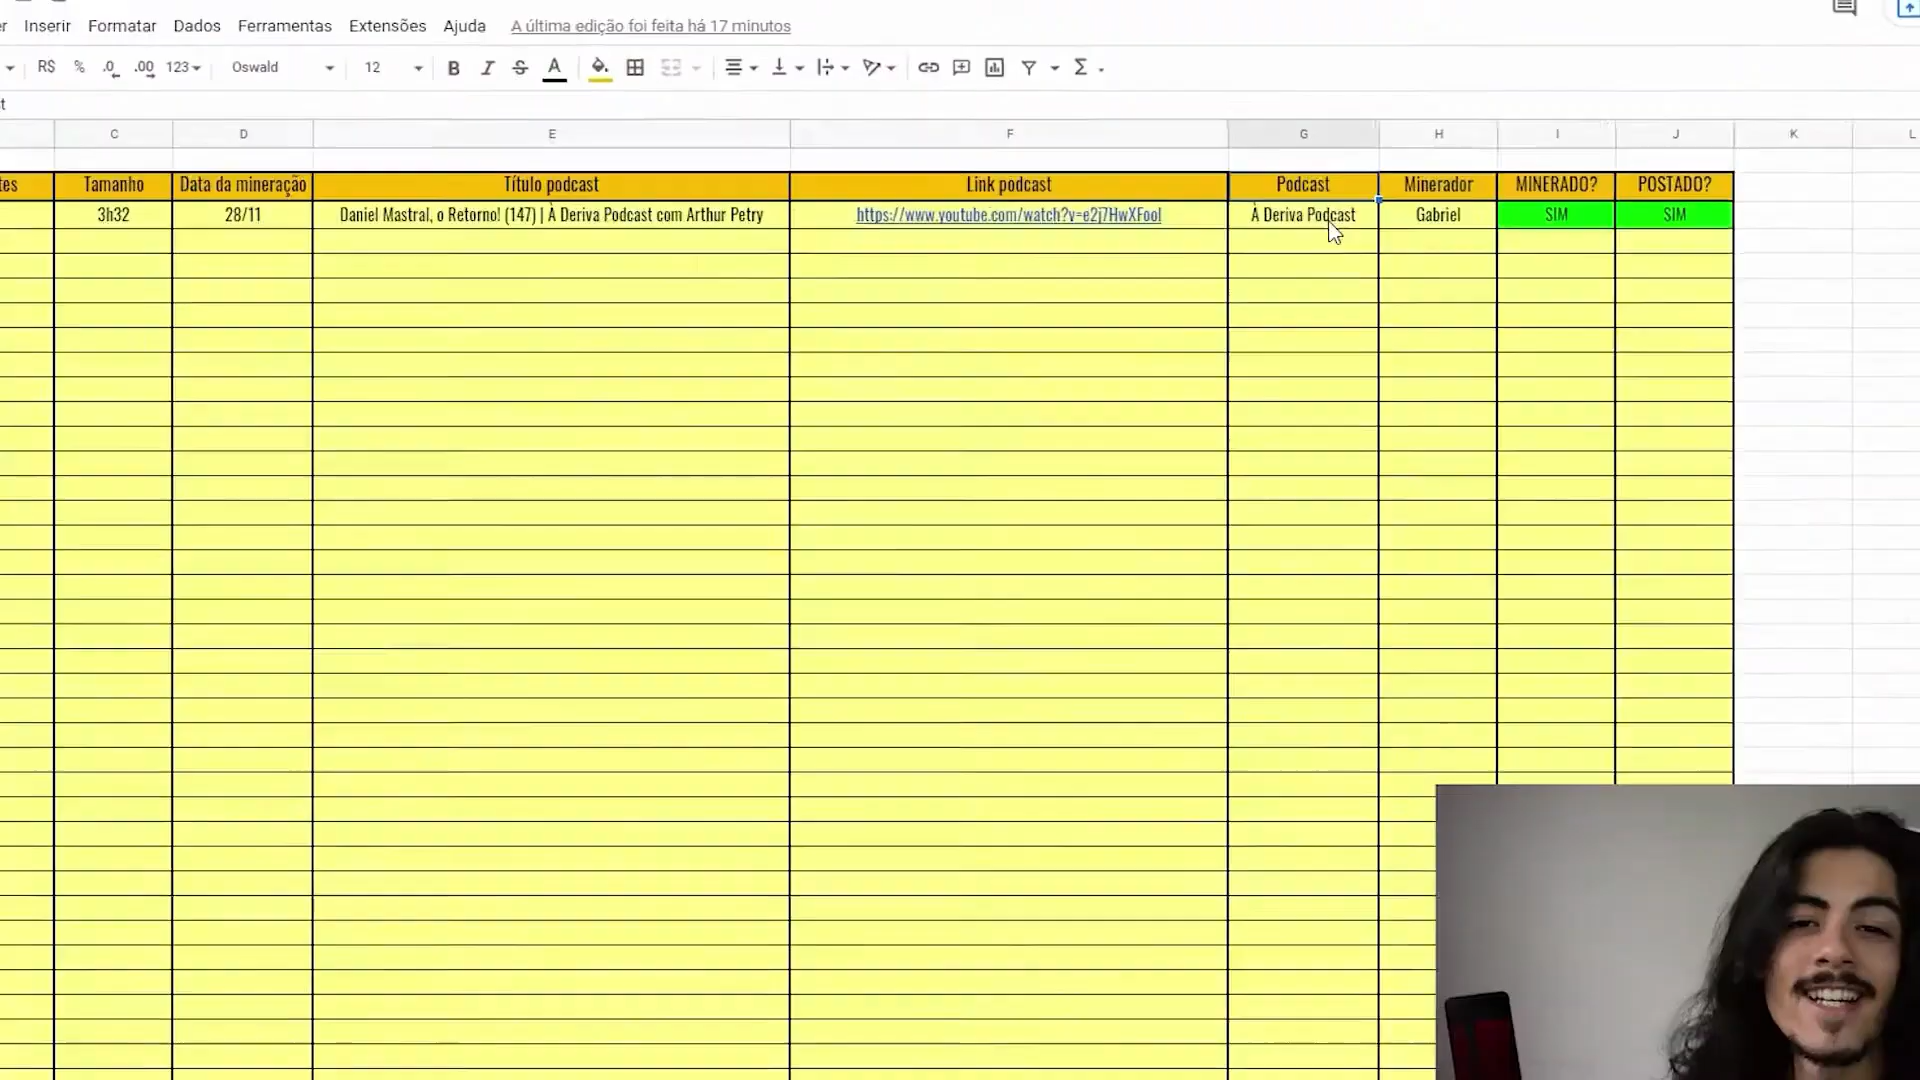 Inserir Formatar Dados Ferramentas Extensões Ajuda A última edição foi feita há 17 minutos
R$ % .0 .00 123 Oswald 12 B I S A Σ
C D E F G H I J K L
Tamanho Data da mineração Título podcast Link podcast Podcast Minerador MINERADO? POSTADO?
3h32 28/11 Daniel Mastral, o Retorno! (147) | À Deriva Podcast com Arthur Petry https://www.youtube.com/watch?v=e2j7HwXFooI À Deriva Podcast Gabriel SIM SIM